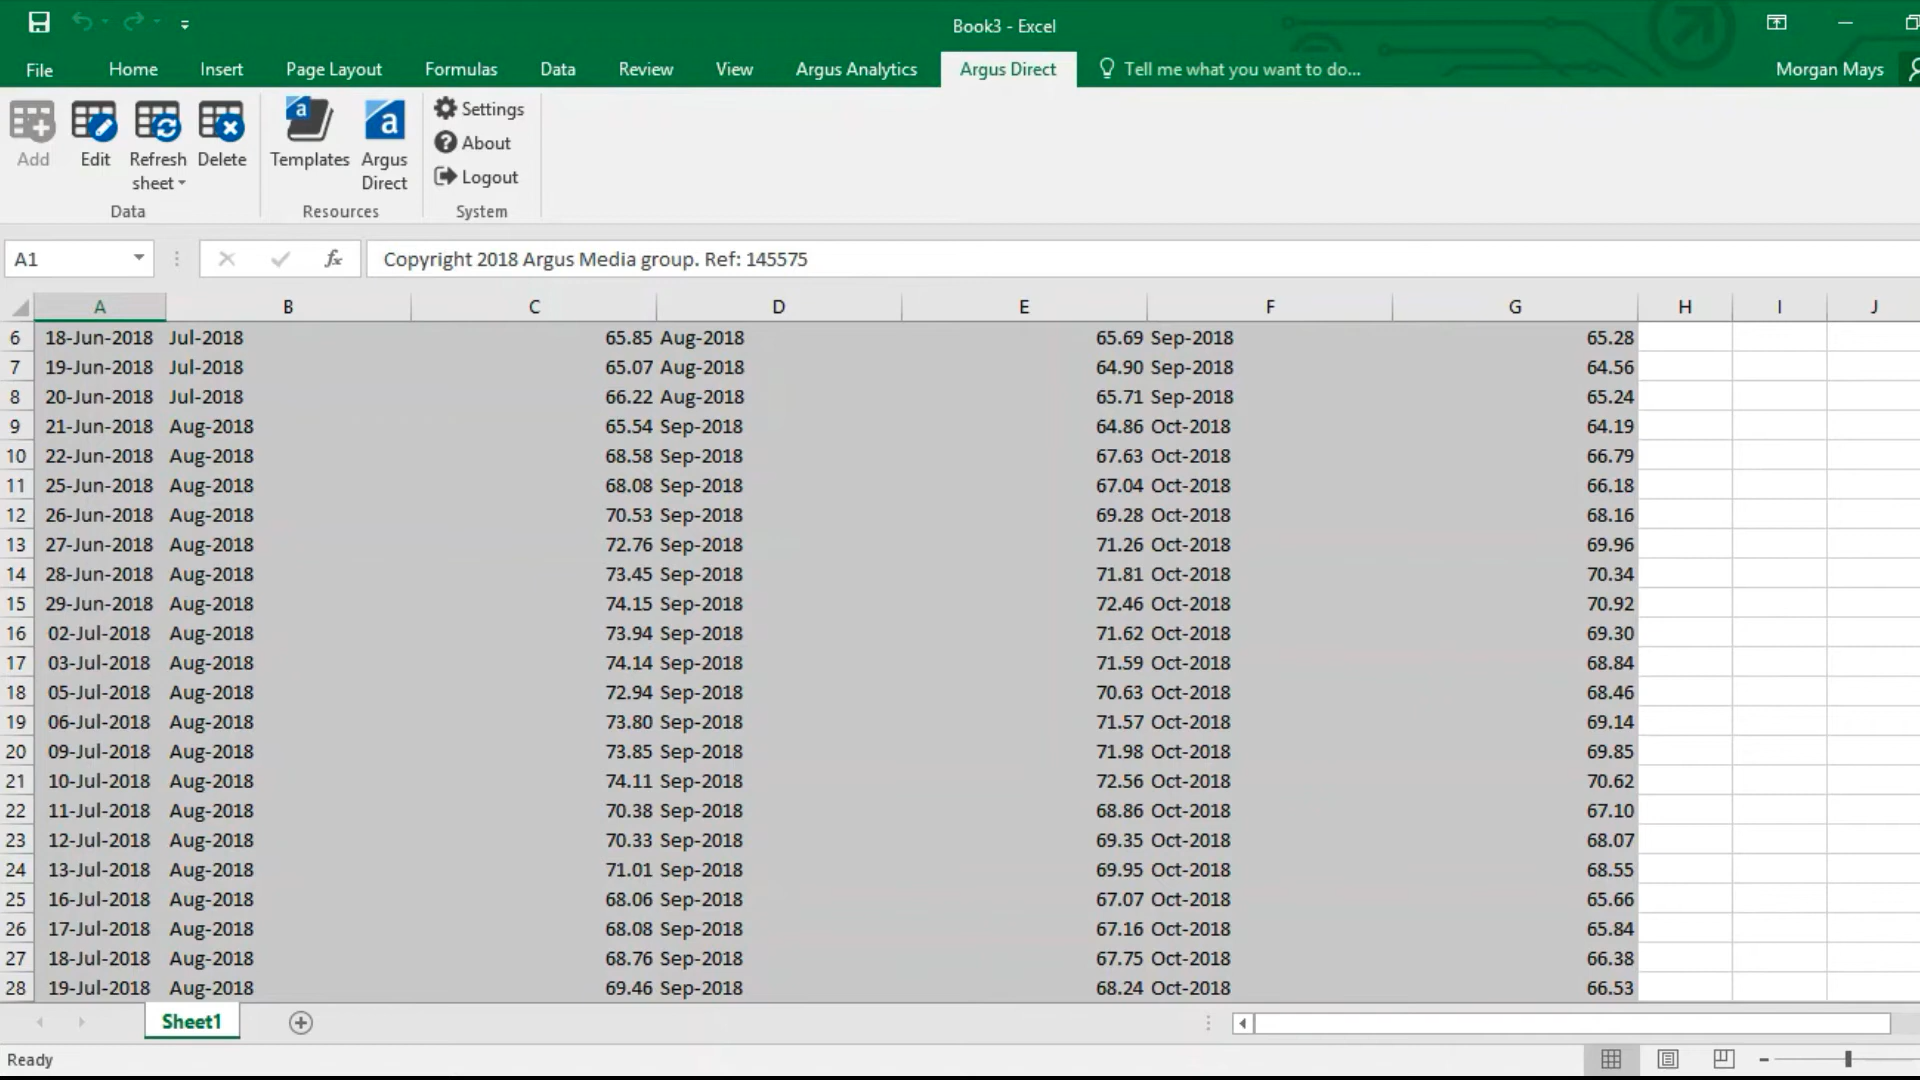 Book3 - Excel
File Home Insert Page Layout Formulas Data Review View Argus Analytics Argus Direct Tell me what you want to do... Morgan Mays
Add Edit Refresh sheet Delete Templates Argus Direct Settings
About
Logout
Data Resources System
A1 fx Copyright 2018 Argus Media group. Ref: 145575
A B C D E F G H I J
6 18-Jun-2018 Jul-2018 65.85 Aug-2018 65.69 Sep-2018 65.28
7 19-Jun-2018 Jul-2018 65.07 Aug-2018 64.90 Sep-2018 64.56
8 20-Jun-2018 Jul-2018 66.22 Aug-2018 65.71 Sep-2018 65.24
9 21-Jun-2018 Aug-2018 65.54 Sep-2018 64.86 Oct-2018 64.19
10 22-Jun-2018 Aug-2018 68.58 Sep-2018 67.63 Oct-2018 66.79
11 25-Jun-2018 Aug-2018 68.08 Sep-2018 67.04 Oct-2018 66.18
12 26-Jun-2018 Aug-2018 70.53 Sep-2018 69.28 Oct-2018 68.16
13 27-Jun-2018 Aug-2018 72.76 Sep-2018 71.26 Oct-2018 69.96
14 28-Jun-2018 Aug-2018 73.45 Sep-2018 71.81 Oct-2018 70.34
15 29-Jun-2018 Aug-2018 74.15 Sep-2018 72.46 Oct-2018 70.92
16 02-Jul-2018 Aug-2018 73.94 Sep-2018 71.62 Oct-2018 69.30
17 03-Jul-2018 Aug-2018 74.14 Sep-2018 71.59 Oct-2018 68.84
18 05-Jul-2018 Aug-2018 72.94 Sep-2018 70.63 Oct-2018 68.46
19 06-Jul-2018 Aug-2018 73.80 Sep-2018 71.57 Oct-2018 69.14
20 09-Jul-2018 Aug-2018 73.85 Sep-2018 71.98 Oct-2018 69.85
21 10-Jul-2018 Aug-2018 74.11 Sep-2018 72.56 Oct-2018 70.62
22 11-Jul-2018 Aug-2018 70.38 Sep-2018 68.86 Oct-2018 67.10
23 12-Jul-2018 Aug-2018 70.33 Sep-2018 69.35 Oct-2018 68.07
24 13-Jul-2018 Aug-2018 71.01 Sep-2018 69.95 Oct-2018 68.55
25 16-Jul-2018 Aug-2018 68.06 Sep-2018 67.07 Oct-2018 65.66
26 17-Jul-2018 Aug-2018 68.08 Sep-2018 67.16 Oct-2018 65.84
27 18-Jul-2018 Aug-2018 68.76 Sep-2018 67.75 Oct-2018 66.38
28 19-Jul-2018 Aug-2018 69.46 Sep-2018 68.24 Oct-2018 66.53
Sheet1
Ready